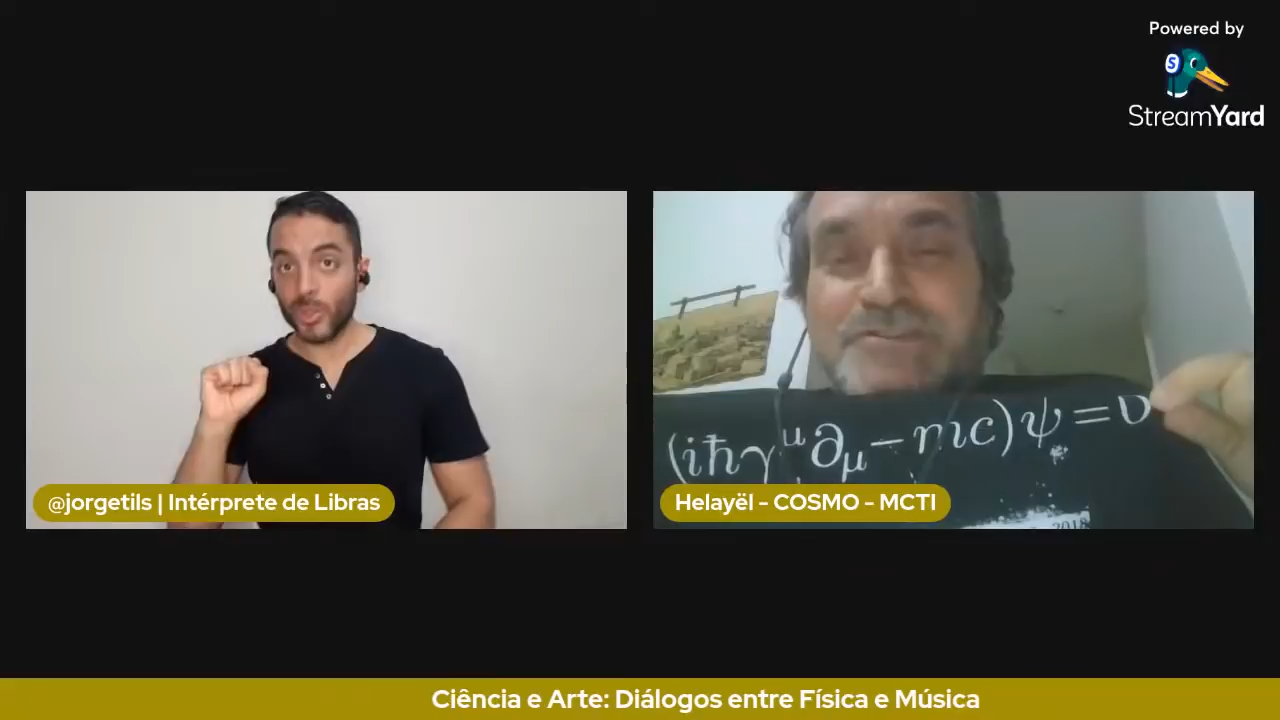 Powered by
S
StreamYard
(iħγ^μ∂_μ – mc)ψ = 0
2018
@jorgetils | Intérprete de Libras
Helayël - COSMO - MCTI
Ciência e Arte: Diálogos entre Física e Música